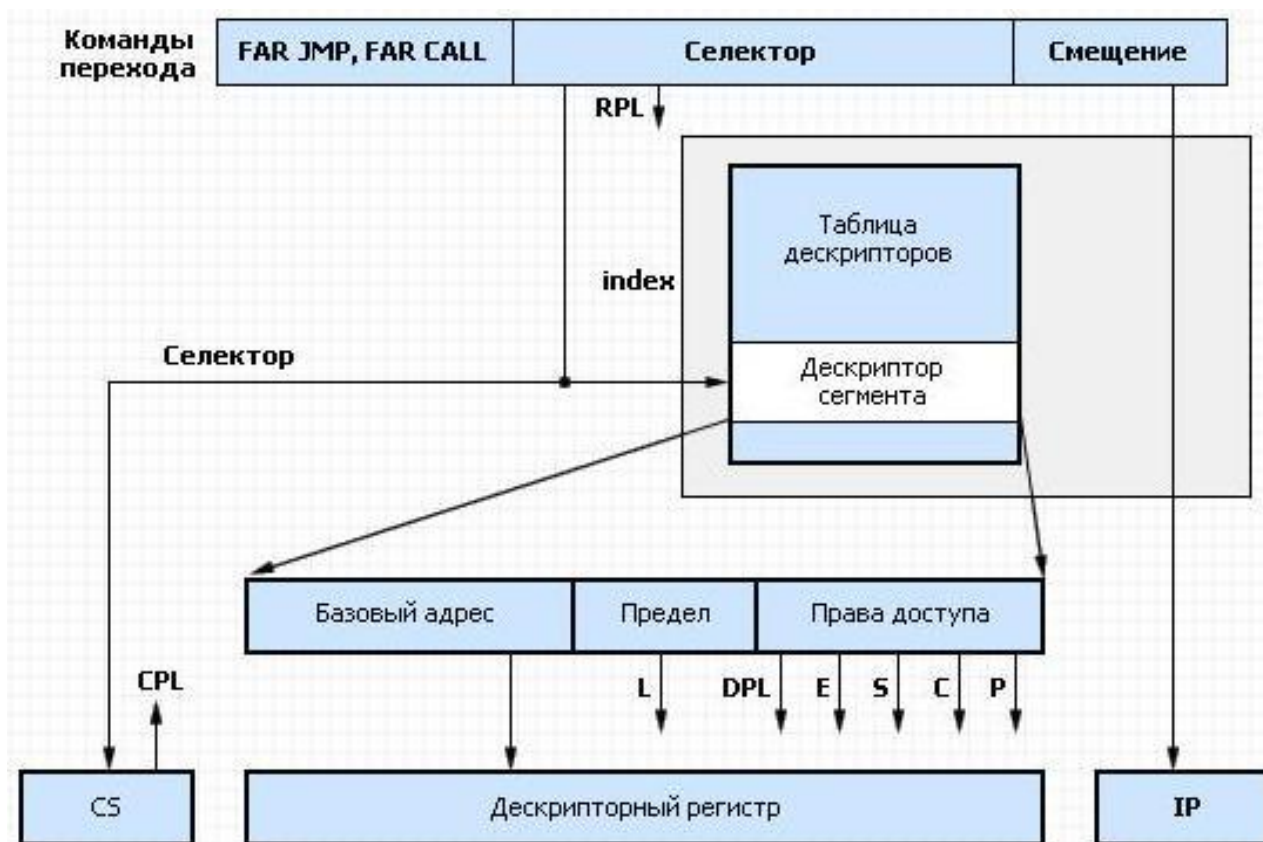 Команды
перехода
FAR JMP, FAR CALL
Селектор
Смещение
RPL
Таблица
дескрипторов
index
Селектор
Дескриптор
сегмента
Базовый адрес
Предел
Права доступа
CPL
L
DPL
E
S
C
P
CS
Дескрипторный регистр
IP